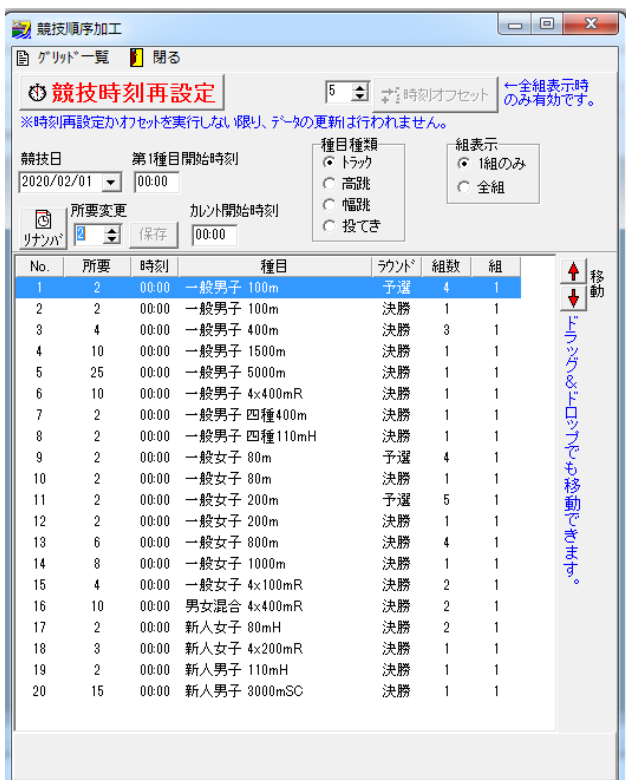 競技順序加工
ｸﾞﾘｯﾄﾞ一覧 閉る
競技時刻再設定 5 時刻オフセット ←全組表示時のみ有効です。
※時刻再設定かｵﾌｾｯﾄを実行しない限り、ﾃﾞｰﾀの更新は行われません。
競技日 第1種目開始時刻
2020/02/01 00:00
種目種類
ﾄﾗｯｸ
高跳
幅跳
投てき
組表示
1組のみ
全組
ﾘﾅﾝﾊﾞ 所要変更 2 保存 ｶﾚﾝﾄ開始時刻 00:00
No. 所要 時刻 種目 ﾗｳﾝﾄﾞ 組数 組
1 2 00:00 一般男子 100m 予選 4 1
2 2 00:00 一般男子 100m 決勝 1 1
3 4 00:00 一般男子 400m 決勝 3 1
4 10 00:00 一般男子 1500m 決勝 1 1
5 25 00:00 一般男子 5000m 決勝 1 1
6 10 00:00 一般男子 4x400mR 決勝 1 1
7 2 00:00 一般男子 四種400m 決勝 1 1
8 2 00:00 一般男子 四種110mH 決勝 1 1
9 2 00:00 一般女子 80m 予選 4 1
10 2 00:00 一般女子 80m 決勝 1 1
11 2 00:00 一般女子 200m 予選 5 1
12 2 00:00 一般女子 200m 決勝 1 1
13 6 00:00 一般女子 800m 決勝 4 1
14 8 00:00 一般女子 1000m 決勝 1 1
15 4 00:00 一般女子 4x100mR 決勝 2 1
16 10 00:00 男女混合 4x400mR 決勝 2 1
17 2 00:00 新人女子 80mH 決勝 2 1
18 3 00:00 新人女子 4x200mR 決勝 1 1
19 2 00:00 新人男子 110mH 決勝 1 1
20 15 00:00 新人男子 3000mSC 決勝 1 1
移動
ドラッグ&ドロップでも移動できます。